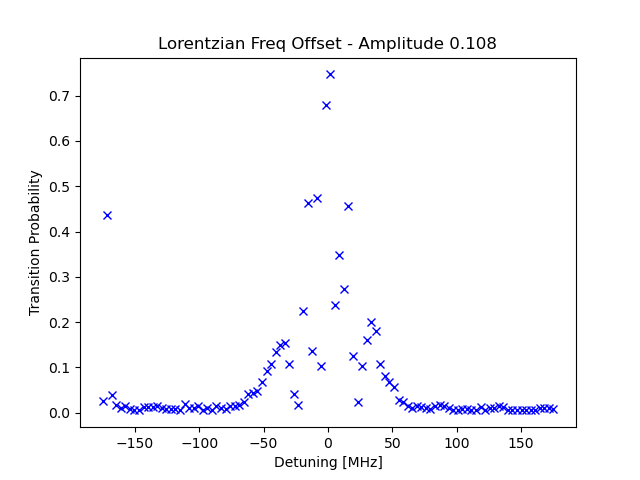 Lorentzian Freq Offset - Amplitude 0.108
Transition Probability
0.7
0.6
0.5
0.4
0.3
0.2
0.1
0.0
−150 −100 −50 0 50 100 150
Detuning [MHz]